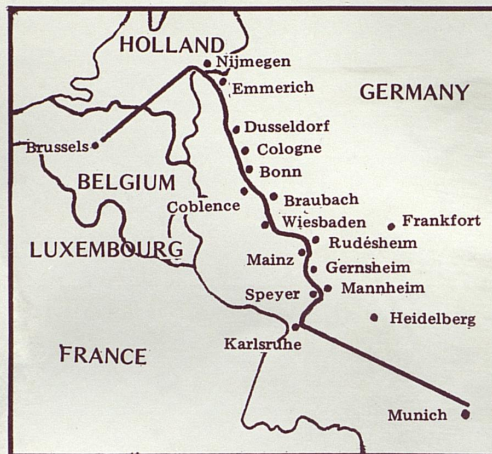 HOLLAND
Nijmegen
Emmerich
GERMANY
Dusseldorf
Brussels
Cologne
Bonn
BELGIUM
Braubach
Coblence
Wiesbaden
Frankfort
LUXEMBOURG
Rudésheim
Mainz
Gernsheim
Mannheim
Speyer
Heidelberg
Karlsruhe
FRANCE
Munich